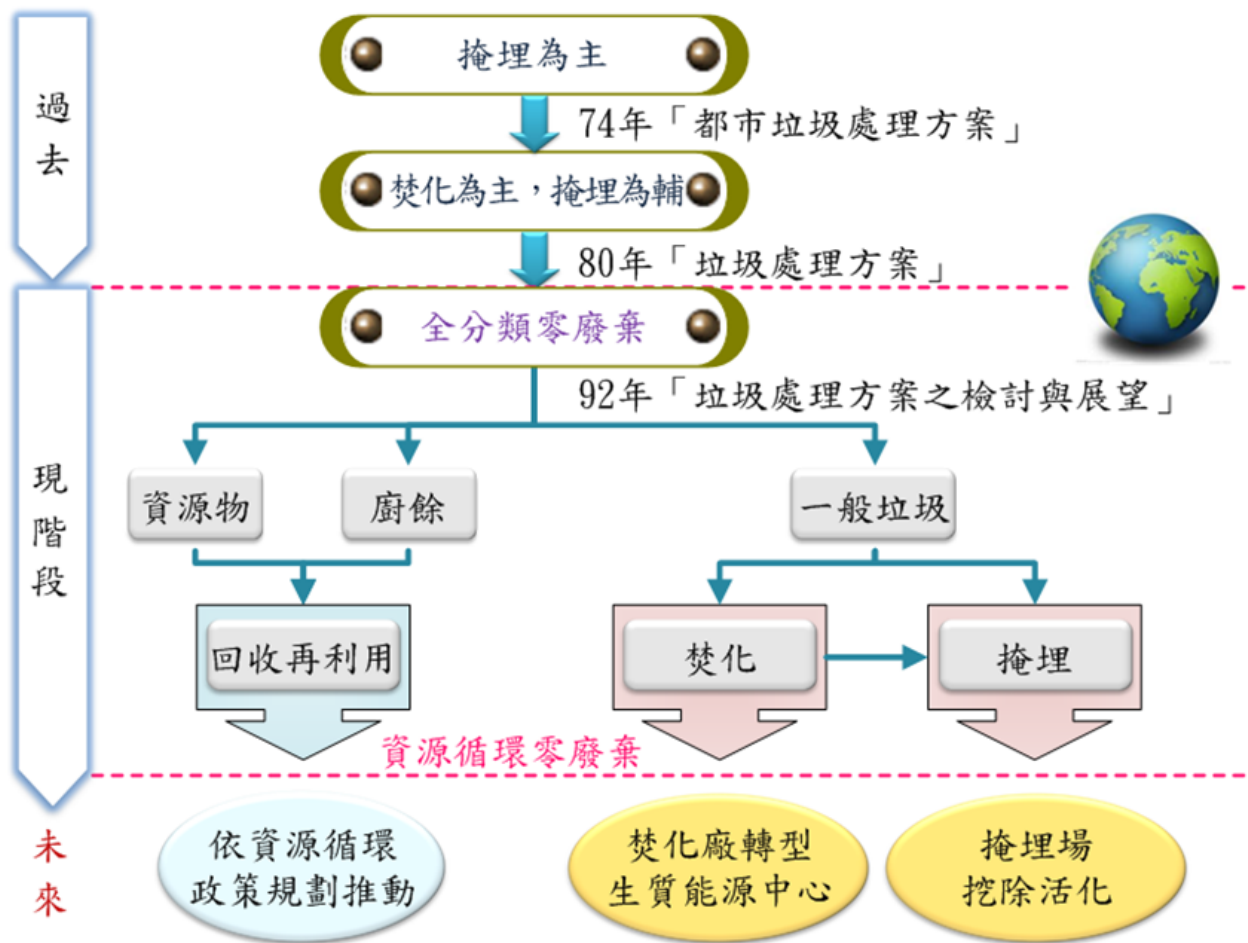 過去
掩埋為主
74年「都市垃圾處理方案」
焚化為主,掩埋為輔
80年「垃圾處理方案」
現階段
全分類零廢棄
92年「垃圾處理方案之檢討與展望」
資源物
廚餘
一般垃圾
回收再利用
焚化
掩埋
資源循環零廢棄
未來
依資源循環
政策規劃推動
焚化廠轉型
生質能源中心
掩埋場
挖除活化